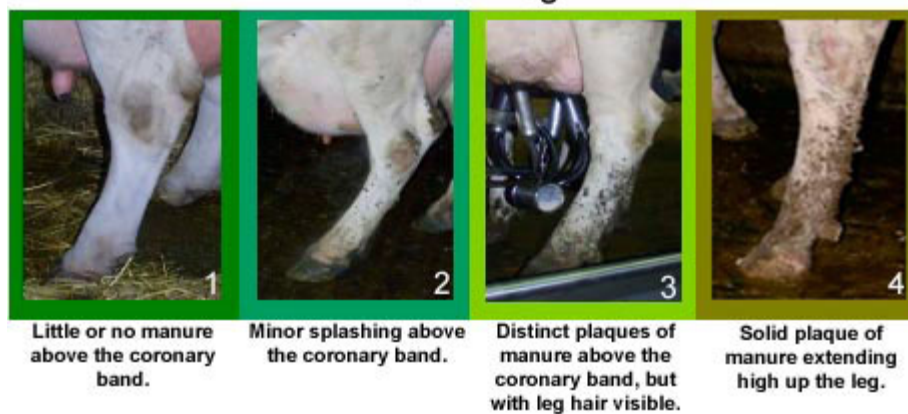 1
2
3
4
Little or no manure
above the coronary
band.
Minor splashing above
the coronary band.
Distinct plaques of
manure above the
coronary band, but
with leg hair visible.
Solid plaque of
manure extending
high up the leg.